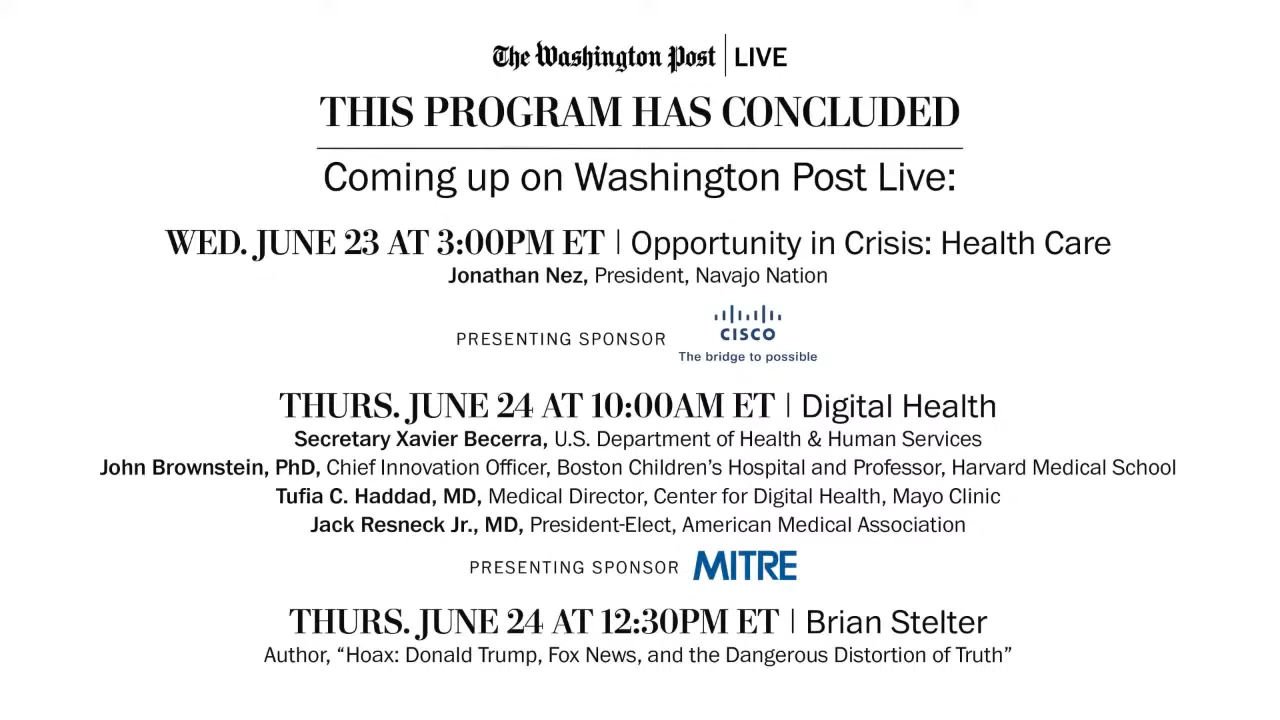 The Washington Post | LIVE
THIS PROGRAM HAS CONCLUDED
Coming up on Washington Post Live:
WED. JUNE 23 AT 3:00PM ET | Opportunity in Crisis: Health Care
Jonathan Nez, President, Navajo Nation
PRESENTING SPONSOR
CISCO
The bridge to possible
THURS. JUNE 24 AT 10:00AM ET | Digital Health
Secretary Xavier Becerra, U.S. Department of Health & Human Services
John Brownstein, PhD, Chief Innovation Officer, Boston Children’s Hospital and Professor, Harvard Medical School
Tufia C. Haddad, MD, Medical Director, Center for Digital Health, Mayo Clinic
Jack Resneck Jr., MD, President-Elect, American Medical Association
PRESENTING SPONSOR MITRE
THURS. JUNE 24 AT 12:30PM ET | Brian Stelter
Author, “Hoax: Donald Trump, Fox News, and the Dangerous Distortion of Truth”